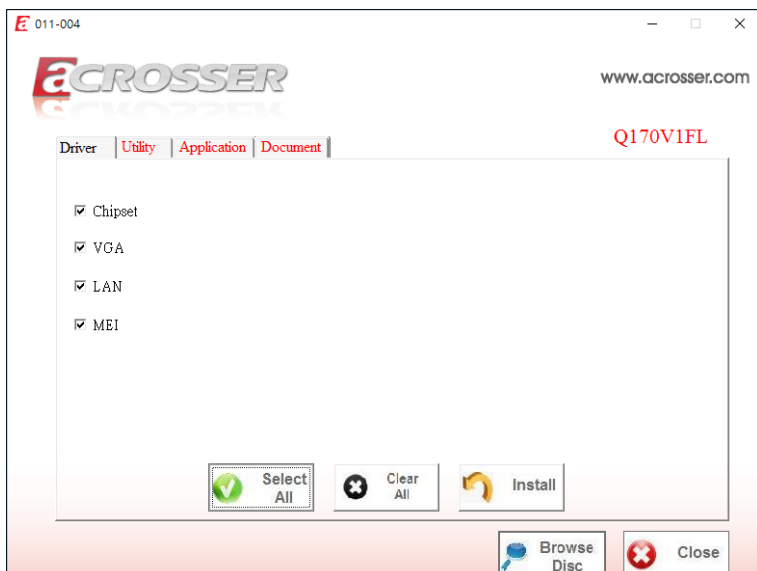 011-004
aCROSSER
www.acrosser.com
Q170V1FL
Driver Utility Application Document
Chipset
VGA
LAN
MEI
Select
All
Clear
All
Install
Browse
Disc
Close